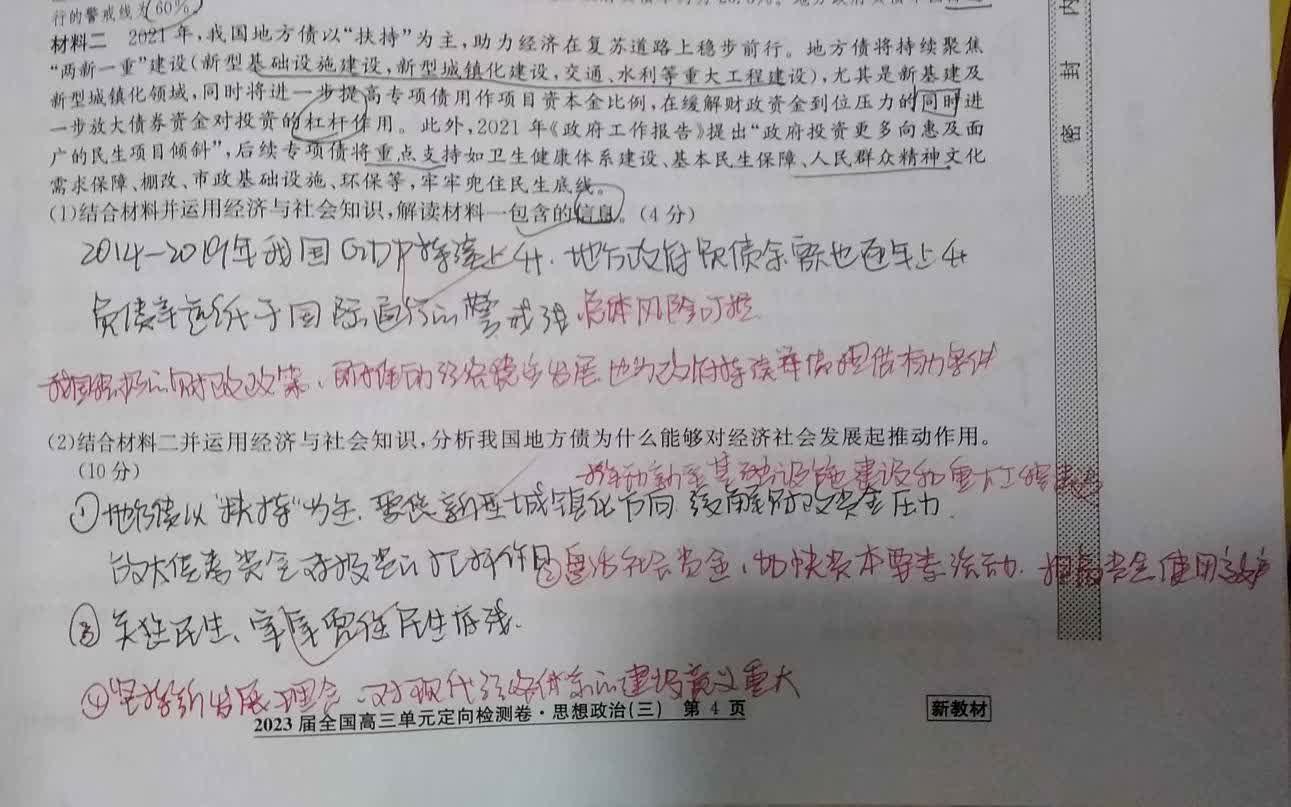 行的警戒线为60%。
材料二 2021年,我国地方债以“扶持”为主,助力经济在复苏道路上稳步前行。地方债将持续聚焦
“两新一重”建设(新型基础设施建设,新型城镇化建设,交通、水利等重大工程建设),尤其是新基建及
新型城镇化领域,同时将进一步提高专项债用作项目资本金比例,在缓解财政资金到位压力的同时进
一步放大债券资金对投资的杠杆作用。此外,2021年《政府工作报告》提出“政府投资更多向惠及面
广的民生项目倾斜”,后续专项债将重点支持如卫生健康体系建设、基本民生保障、人民群众精神文化
需求保障、棚改、市政基础设施、环保等,牢牢兜住民生底线。
(1)结合材料并运用经济与社会知识,解读材料一包含的信息。(4分)
2014-2019年我国GDP持续上升.地方政府负债余额也逐年上升
负债率远低于国际通行的警戒线 总体风险可控
我国积极的财政政策、所推动经济稳步发展 也为政府持续举债提供有力条件
(2)结合材料二并运用经济与社会知识,分析我国地方债为什么能够对经济社会发展起推动作用。
(10分)
推动新型基础设施建设和重大工程建设
①地方债以“扶持”为主.聚焦新型城镇化方向 缓解财政资金压力.
放大债券资金对投资的杠杆作用 ②盘活社会资金,加快资本要素流动.提高资金使用效率
③关注民生、牢牢兜住民生底线.
④坚持新发展理念.对现代经济体系的建设意义重大
2023届全国高三单元定向检测卷·思想政治(三) 第4页
新教材
内
封
密